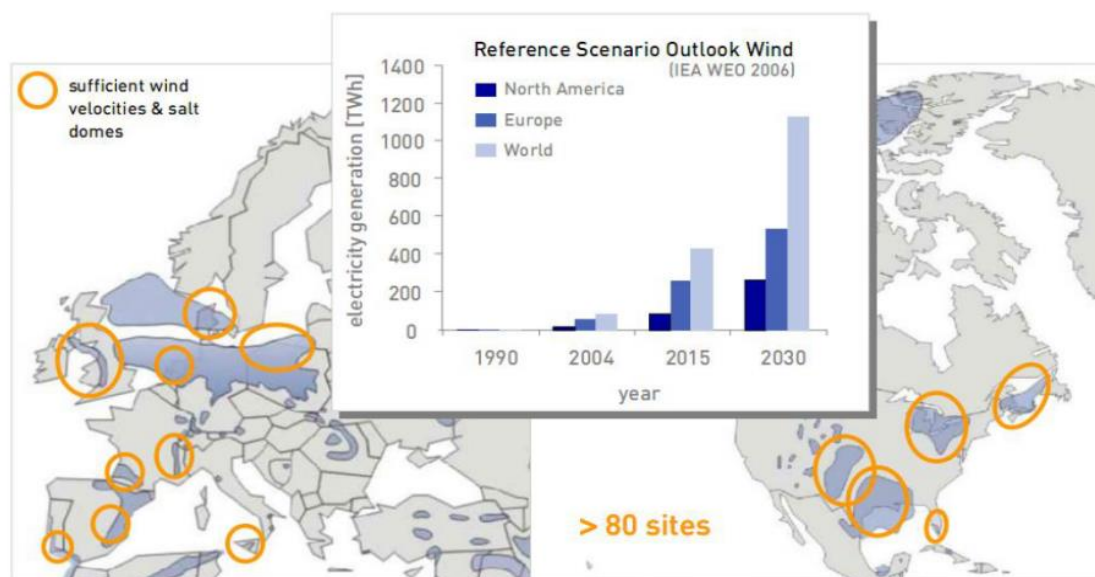 sufficient wind
velocities & salt
domes
Reference Scenario Outlook Wind
(IEA WEO 2006)
electricity generation [TWh]
1400
1200
1000
800
600
400
200
0
North America
Europe
World
1990 2004 2015 2030
year
> 80 sites